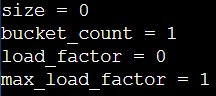 size = 0
bucket_count = 1
load_factor = 0
max_load_factor = 1